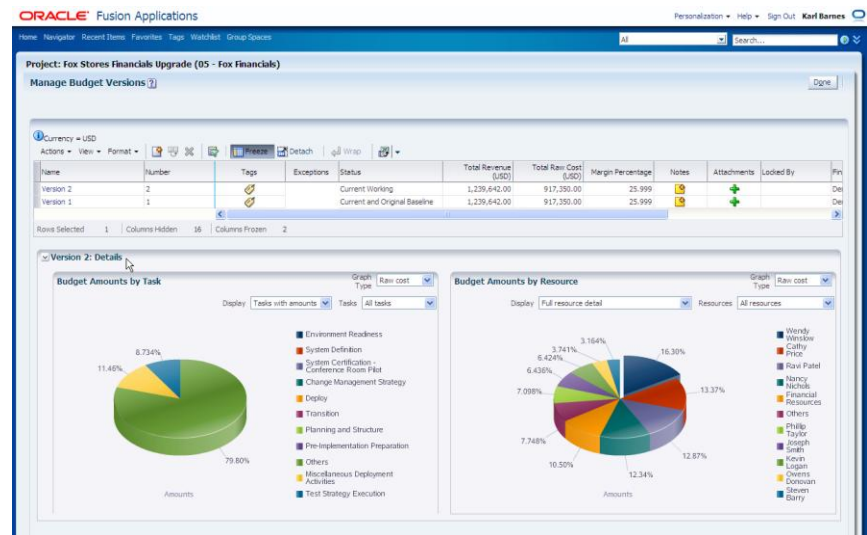 ORACLE Fusion Applications
Personalization Help Sign Out Karl Barnes
Home Navigator Recent Items Favorites Tags Watchlist Group Spaces
All Search...
Project: Fox Stores Financials Upgrade (05 - Fox Financials)
Manage Budget Versions ?
Done
Currency = USD
Actions View Format Freeze Detach Wrap
Name Number Tags Exceptions Status Total Revenue (USD) Total Raw Cost (USD) Margin Percentage Notes Attachments Locked By Fin
Version 2 2 Current Working 1,239,642.00 917,350.00 25.999 Des
Version 1 1 Current and Original Baseline 1,239,642.00 917,350.00 25.999 Des
Rows Selected 1 Columns Hidden 16 Columns Frozen 2
Version 2: Details
Budget Amounts by Task
Graph Type Raw cost
Display Tasks with amounts Tasks All tasks
8.734%
11.46%
79.80%
Amounts
Environment Readiness
System Definition
System Certification -
Conference Room Pilot
Change Management Strategy
Deploy
Transition
Planning and Structure
Pre-Implementation Preparation
Others
Miscellaneous Deployment
Activities
Test Strategy Execution
Budget Amounts by Resource
Graph Type Raw cost
Display Full resource detail Resources All resources
3.164%
3.741%
6.424%
6.436%
7.098%
7.748%
10.50%
12.34%
12.87%
13.37%
16.30%
Amounts
Wendy
Winslow
Cathy
Price
Ravi Patel
Nancy
Nichols
Financial
Resources
Others
Phillip
Taylor
Joseph
Smith
Kevin
Logan
Owens
Donovan
Steven
Barry